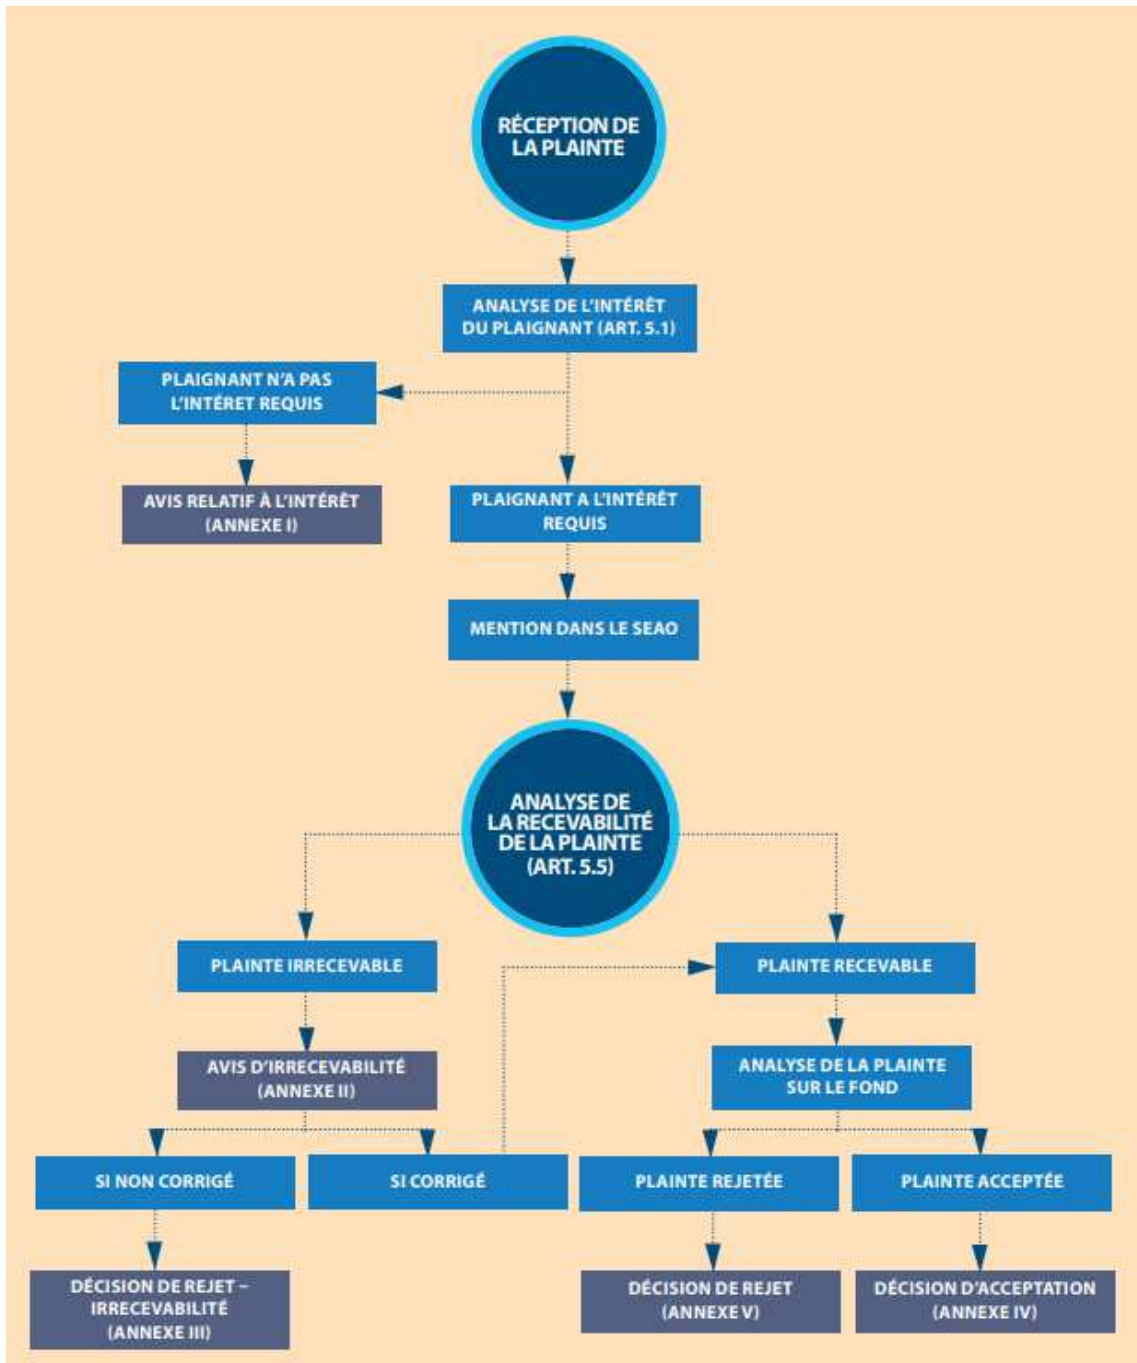 RÉCEPTION DE
LA PLAINTE
ANALYSE DE L'INTÉRÊT
DU PLAIGNANT (ART. 5.1)
PLAIGNANT N'A PAS
L'INTÉRET REQUIS
AVIS RELATIF À L'INTÉRÊT
(ANNEXE I)
PLAIGNANT A L'INTÉRÊT
REQUIS
MENTION DANS LE SEAO
ANALYSE DE
LA RECEVABILITÉ
DE LA PLAINTE
(ART. 5.5)
PLAINTE IRRECEVABLE
PLAINTE RECEVABLE
AVIS D'IRRECEVABILITÉ
(ANNEXE II)
ANALYSE DE LA PLAINTE
SUR LE FOND
SI NON CORRIGÉ
SI CORRIGÉ
PLAINTE REJETÉE
PLAINTE ACCEPTÉE
DÉCISION DE REJET –
IRRECEVABILITÉ
(ANNEXE III)
DÉCISION DE REJET
(ANNEXE V)
DÉCISION D'ACCEPTATION
(ANNEXE IV)